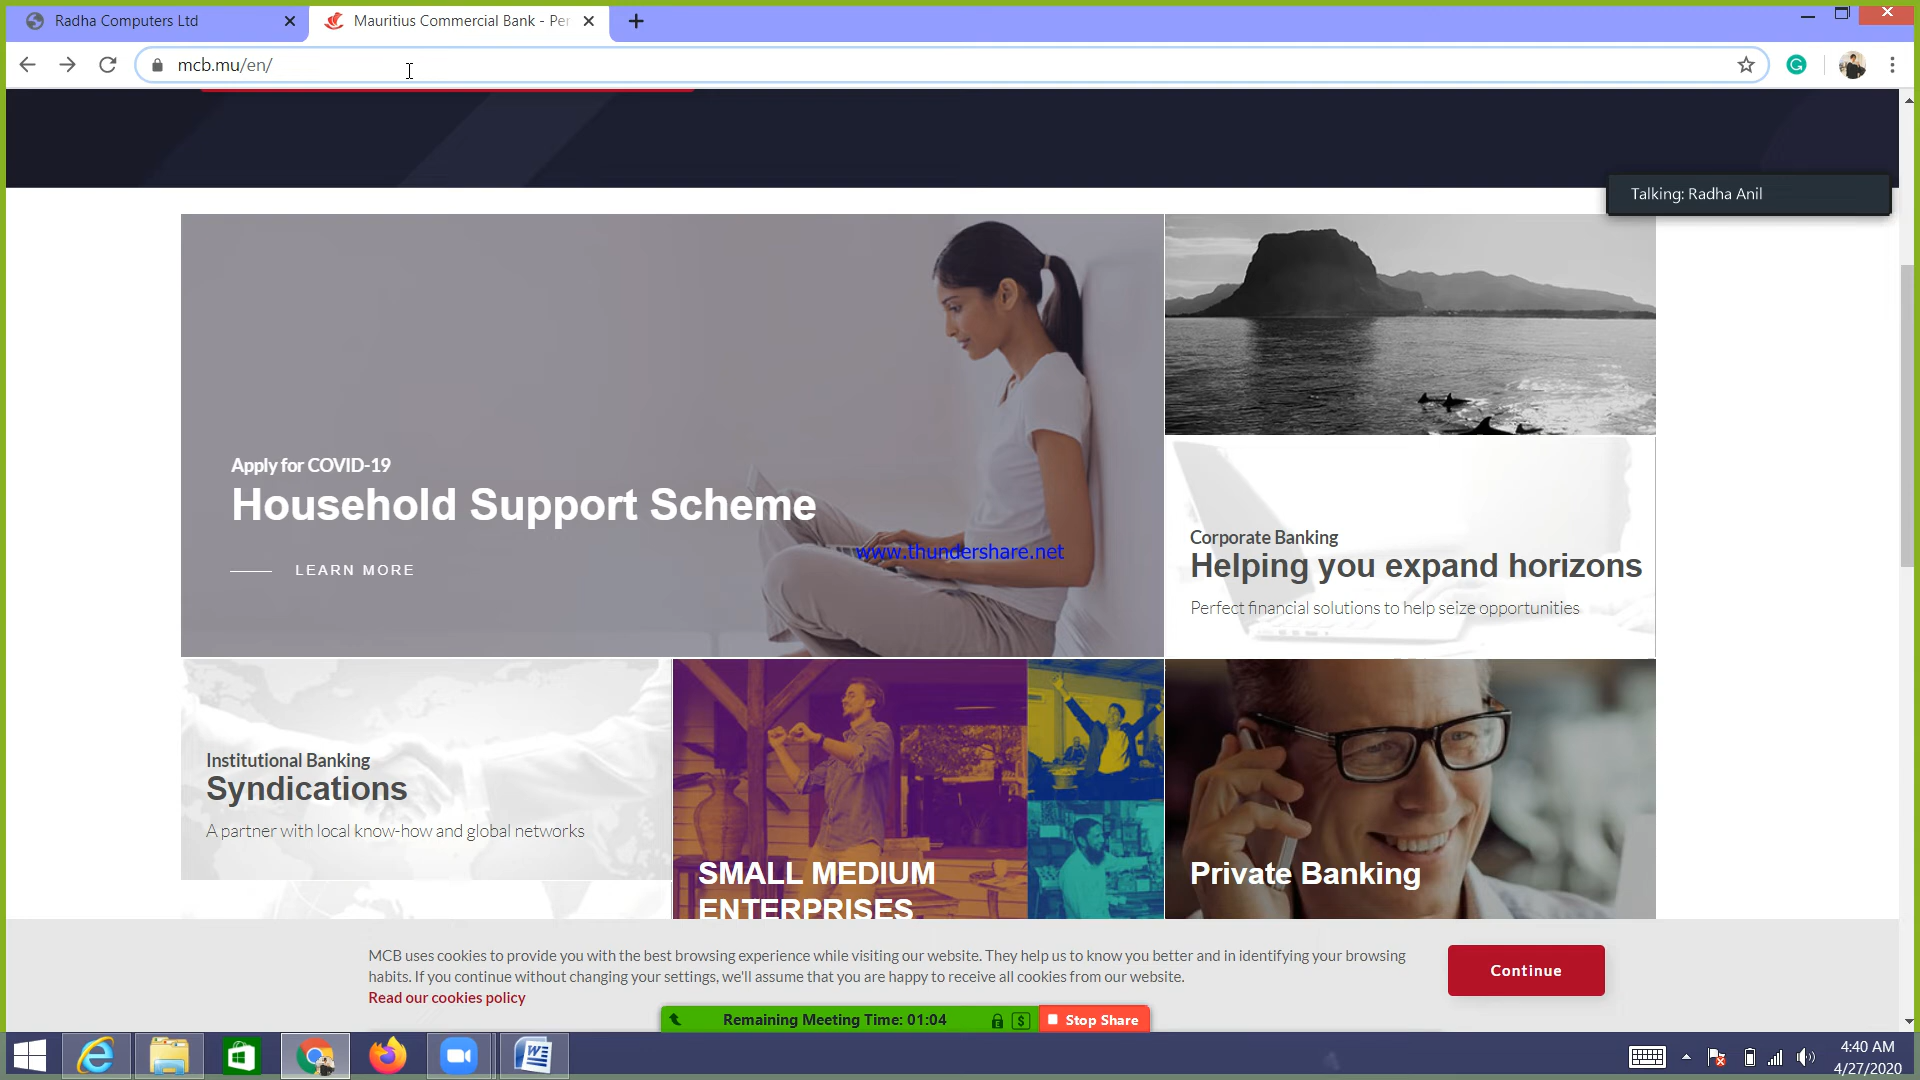 Radha Computers Ltd
Mauritius Commercial Bank - Per
mcb.mu/en/
Talking: Radha Anil
Apply for COVID-19
Household Support Scheme
LEARN MORE
www.thundershare.net
Corporate Banking
Helping you expand horizons
Perfect financial solutions to help seize opportunities
Institutional Banking
Syndications
A partner with local know-how and global networks
SMALL MEDIUM
ENTERPRISES
Private Banking
MCB uses cookies to provide you with the best browsing experience while visiting our website. They help us to know you better and in identifying your browsing
habits. If you continue without changing your settings, we'll assume that you are happy to receive all cookies from our website.
Read our cookies policy
Continue
Remaining Meeting Time: 01:04
Stop Share
4:40 AM
4/27/2020